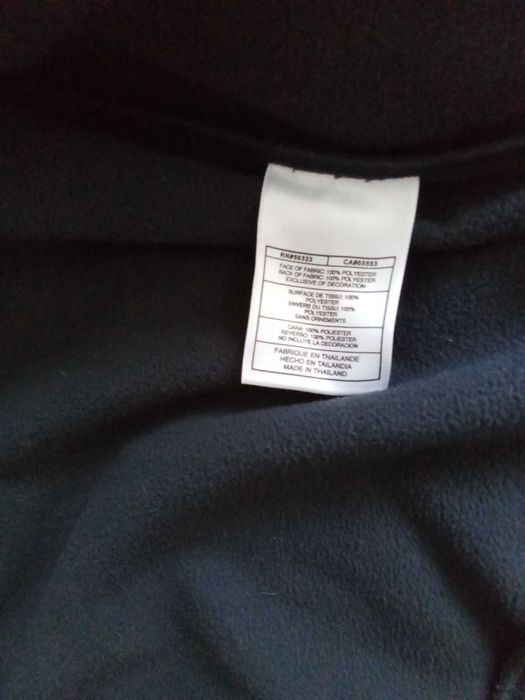 RN#56323 CA#05553
FACE OF FABRIC: 100% POLYESTER
BACK OF FABRIC: 100% POLYESTER
EXCLUSIVE OF DECORATION
SURFACE DE TISSU: 100%
POLYESTER
ENVERS DU TISSU: 100%
POLYESTER
SANS ORNEMENTS
CARA: 100% POLIESTER
REVERSO: 100% POLIESTER
NO INCLUYE LA DECORACION
FABRIQUE EN THAILANDE
HECHO EN TAILANDIA
MADE IN THAILAND